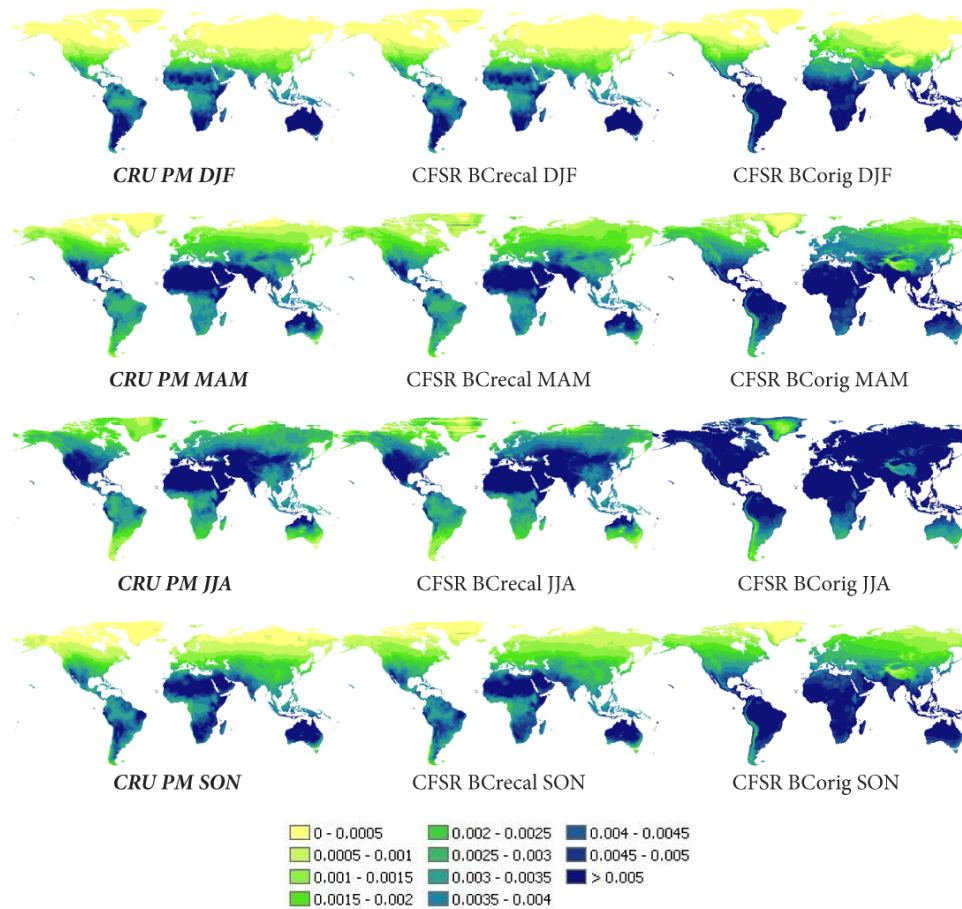 CRU PM DJF CFSR BCrecal DJF CFSR BCorig DJF
CRU PM MAM CFSR BCrecal MAM CFSR BCorig MAM
CRU PM JJA CFSR BCrecal JJA CFSR BCorig JJA
CRU PM SON CFSR BCrecal SON CFSR BCorig SON
0 - 0.0005 0.002 - 0.0025 0.004 - 0.0045
0.0005 - 0.001 0.0025 - 0.003 0.0045 - 0.005
0.001 - 0.0015 0.003 - 0.0035 > 0.005
0.0015 - 0.002 0.0035 - 0.004